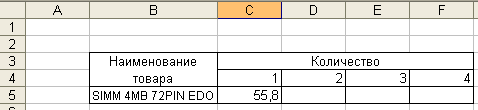 A B C D E F
1
2
3 Наименование Количество
4 товара 1 2 3 4
5 SIMM 4MB 72PIN EDO 55,8